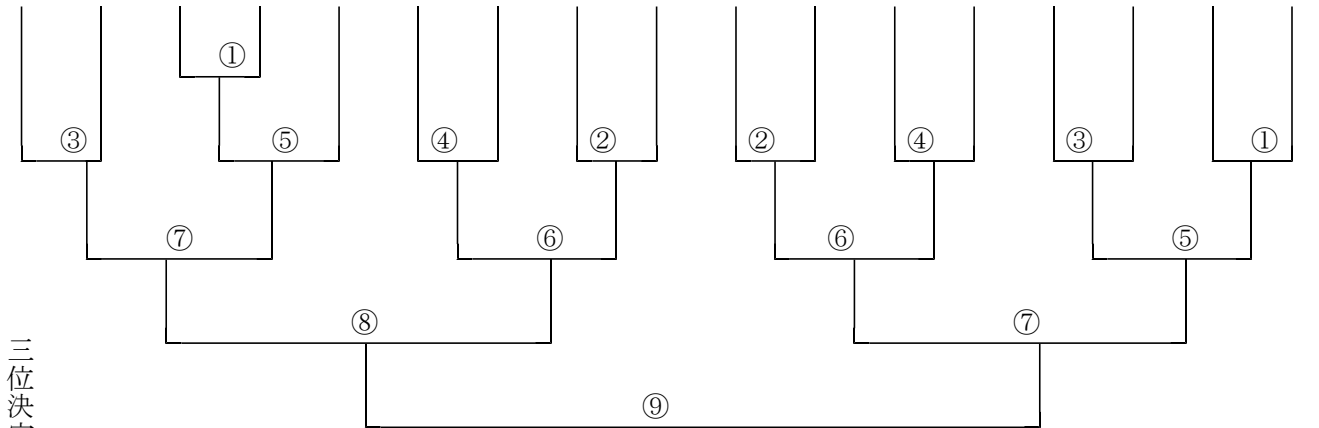 ①
③ ⑤ ④ ② ② ④ ③ ①
⑦ ⑥ ⑥ ⑤
⑧ ⑦
⑨
三位決